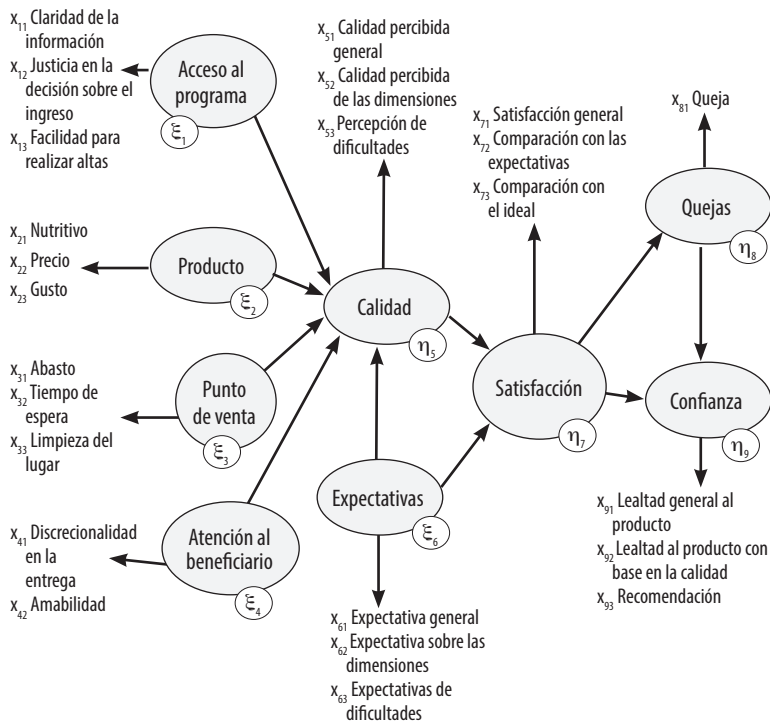 x₁₁ Claridad de la
información
x₁₂ Justicia en la
decisión sobre el
ingreso
x₁₃ Facilidad para
realizar altas
Acceso al
programa
ξ₁
x₅₁ Calidad percibida
general
x₅₂ Calidad percibida
de las dimensiones
x₅₃ Percepción de
dificultades
x₇₁ Satisfacción general
x₇₂ Comparación con las
expectativas
x₇₃ Comparación con
el ideal
x₈₁ Queja
Quejas
η₈
x₂₁ Nutritivo
x₂₂ Precio
x₂₃ Gusto
Producto
ξ₂
Calidad
η₅
x₃₁ Abasto
x₃₂ Tiempo de
espera
x₃₃ Limpieza del
lugar
Punto
de venta
ξ₃
Satisfacción
η₇
Confianza
η₉
x₄₁ Discrecionalidad
en la
entrega
x₄₂ Amabilidad
Atención al
beneficiario
ξ₄
Expectativas
ξ₆
x₉₁ Lealtad general al
producto
x₉₂ Lealtad al producto con
base en la calidad
x₉₃ Recomendación
x₆₁ Expectativa general
x₆₂ Expectativa sobre las
dimensiones
x₆₃ Expectativas de
dificultades